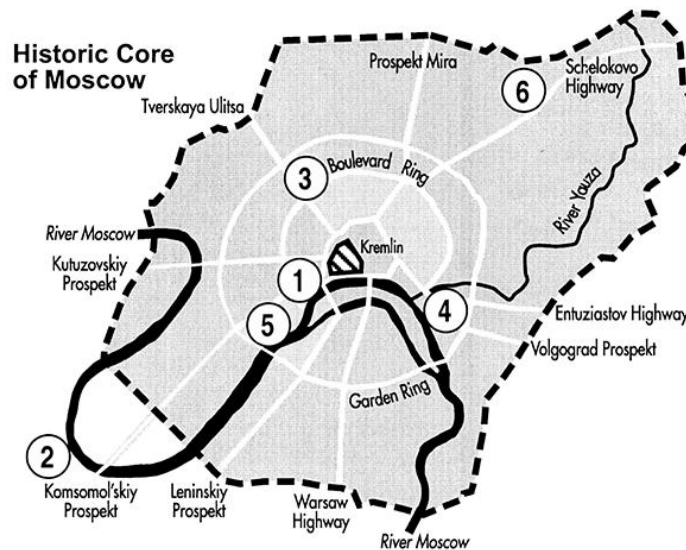 Historic Core
of Moscow
Prospekt Mira
6
Schelokovo
Highway
Tverskaya Ulitsa
3
Boulevard Ring
River Yauza
River Moscow
Kremlin
Kutuzovskiy
Prospekt
1
5
4
Entuziastov Highway
Volgograd Prospekt
Garden Ring
2
Komsomol'skiy
Prospekt
Leninskiy
Prospekt
Warsaw
Highway
River Moscow